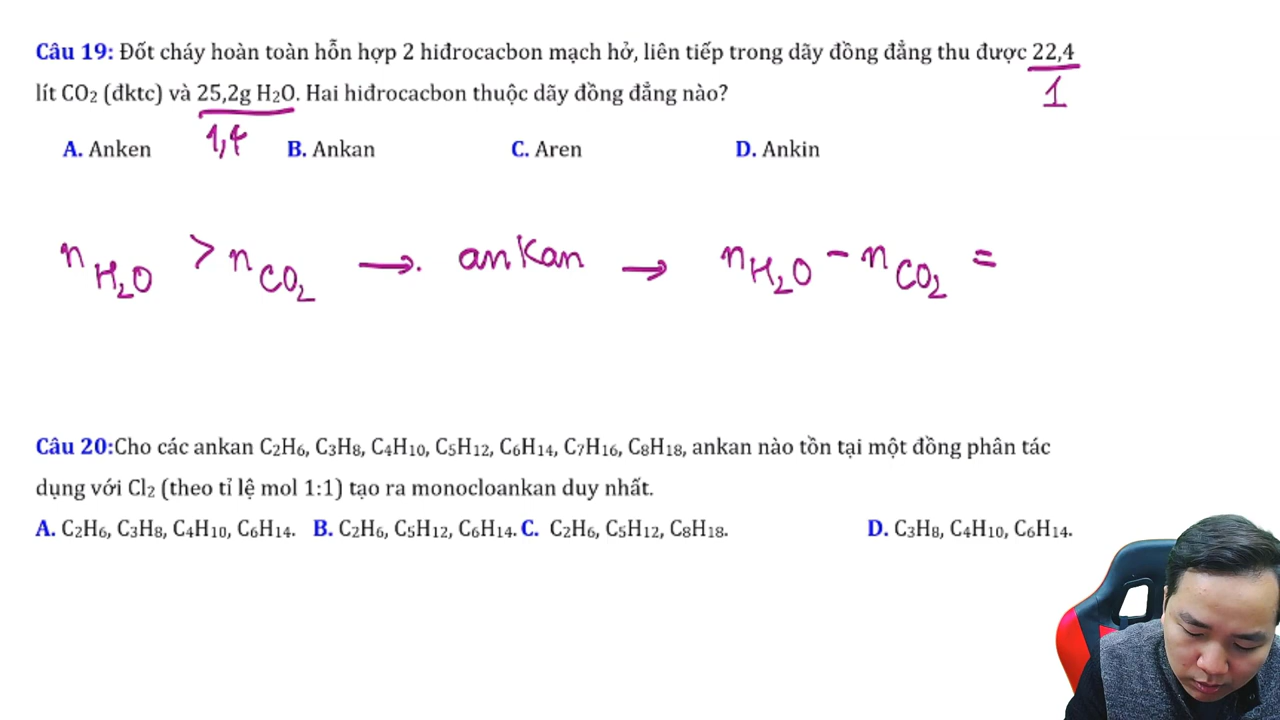 Câu 19: Đốt cháy hoàn toàn hỗn hợp 2 hiđrocacbon mạch hở, liên tiếp trong dãy đồng đẳng thu được 22,4
lít CO₂ (đktc) và 25,2g H₂O. Hai hiđrocacbon thuộc dãy đồng đẳng nào?
1
1,4
A. Anken B. Ankan C. Aren D. Ankin
n H₂O > n CO₂ → ankan → n H₂O - n CO₂ =
Câu 20:Cho các ankan C₂H₆, C₃H₈, C₄H₁₀, C₅H₁₂, C₆H₁₄, C₇H₁₆, C₈H₁₈, ankan nào tồn tại một đồng phân tác
dụng với Cl₂ (theo tỉ lệ mol 1:1) tạo ra monocloankan duy nhất.
A. C₂H₆, C₃H₈, C₄H₁₀, C₆H₁₄. B. C₂H₆, C₅H₁₂, C₆H₁₄. C. C₂H₆, C₅H₁₂, C₈H₁₈. D. C₃H₈, C₄H₁₀, C₆H₁₄.